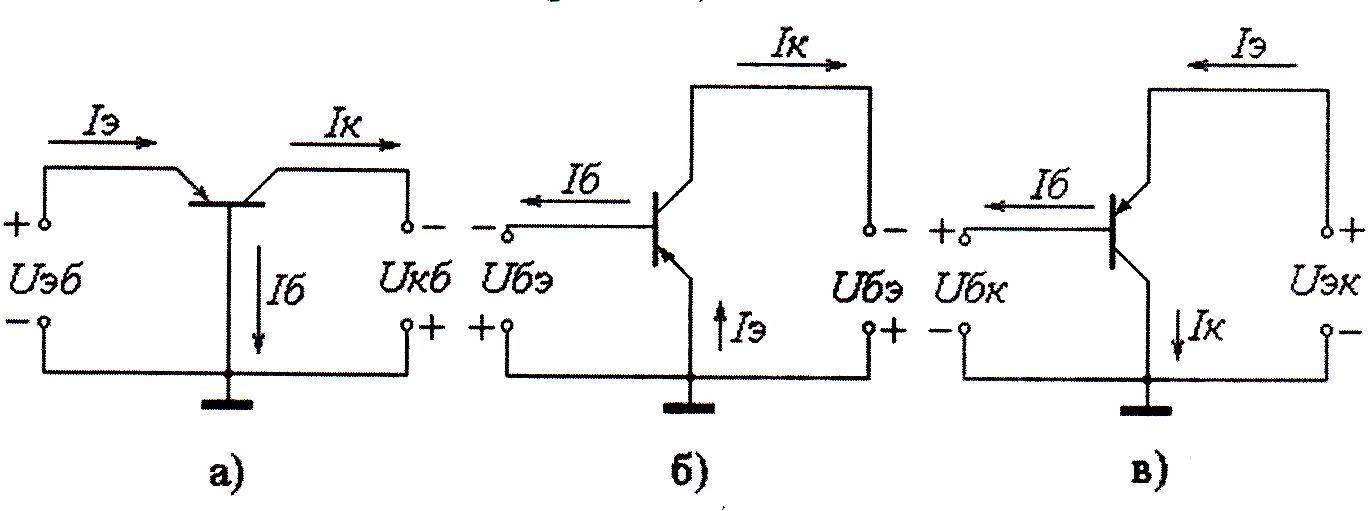 Iэ
Iк
+
Uэб
−
Iб
−
Uкб
+
а)
Iк
Iб
−
Uбэ
+
Iэ
−
Uбэ
+
б)
Iэ
Iб
+
Uбк
−
Iк
+
Uэк
−
в)